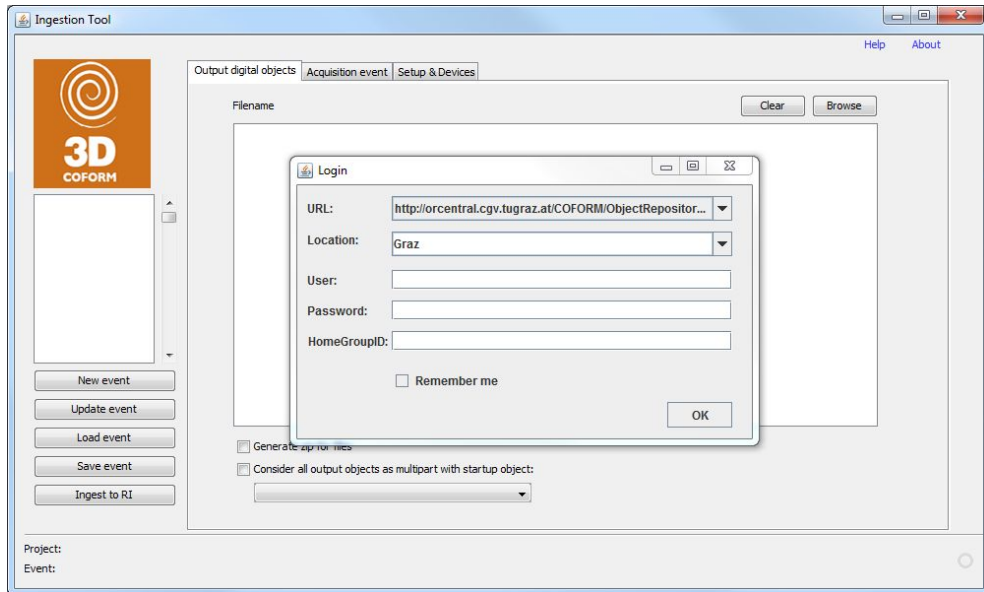 Ingestion Tool
Help About
3D
COFORM
Output digital objects Acquisition event Setup & Devices
Filename Clear Browse
Login
URL: http://orcentral.cgv.tugraz.at/COFORM/ObjectRepositor...
Location: Graz
User:
Password:
HomeGroupID:
Remember me
OK
New event
Update event
Load event
Save event
Ingest to RI
Generate zip for files
Consider all output objects as multipart with startup object:
Project:
Event: